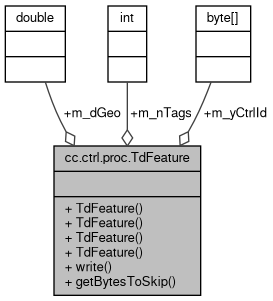 double
int
byte[]
+m_dGeo
+m_nTags
+m_yCtrlId
cc.ctrl.proc.TdFeature
+ TdFeature()
+ TdFeature()
+ TdFeature()
+ TdFeature()
+ write()
+ getBytesToSkip()